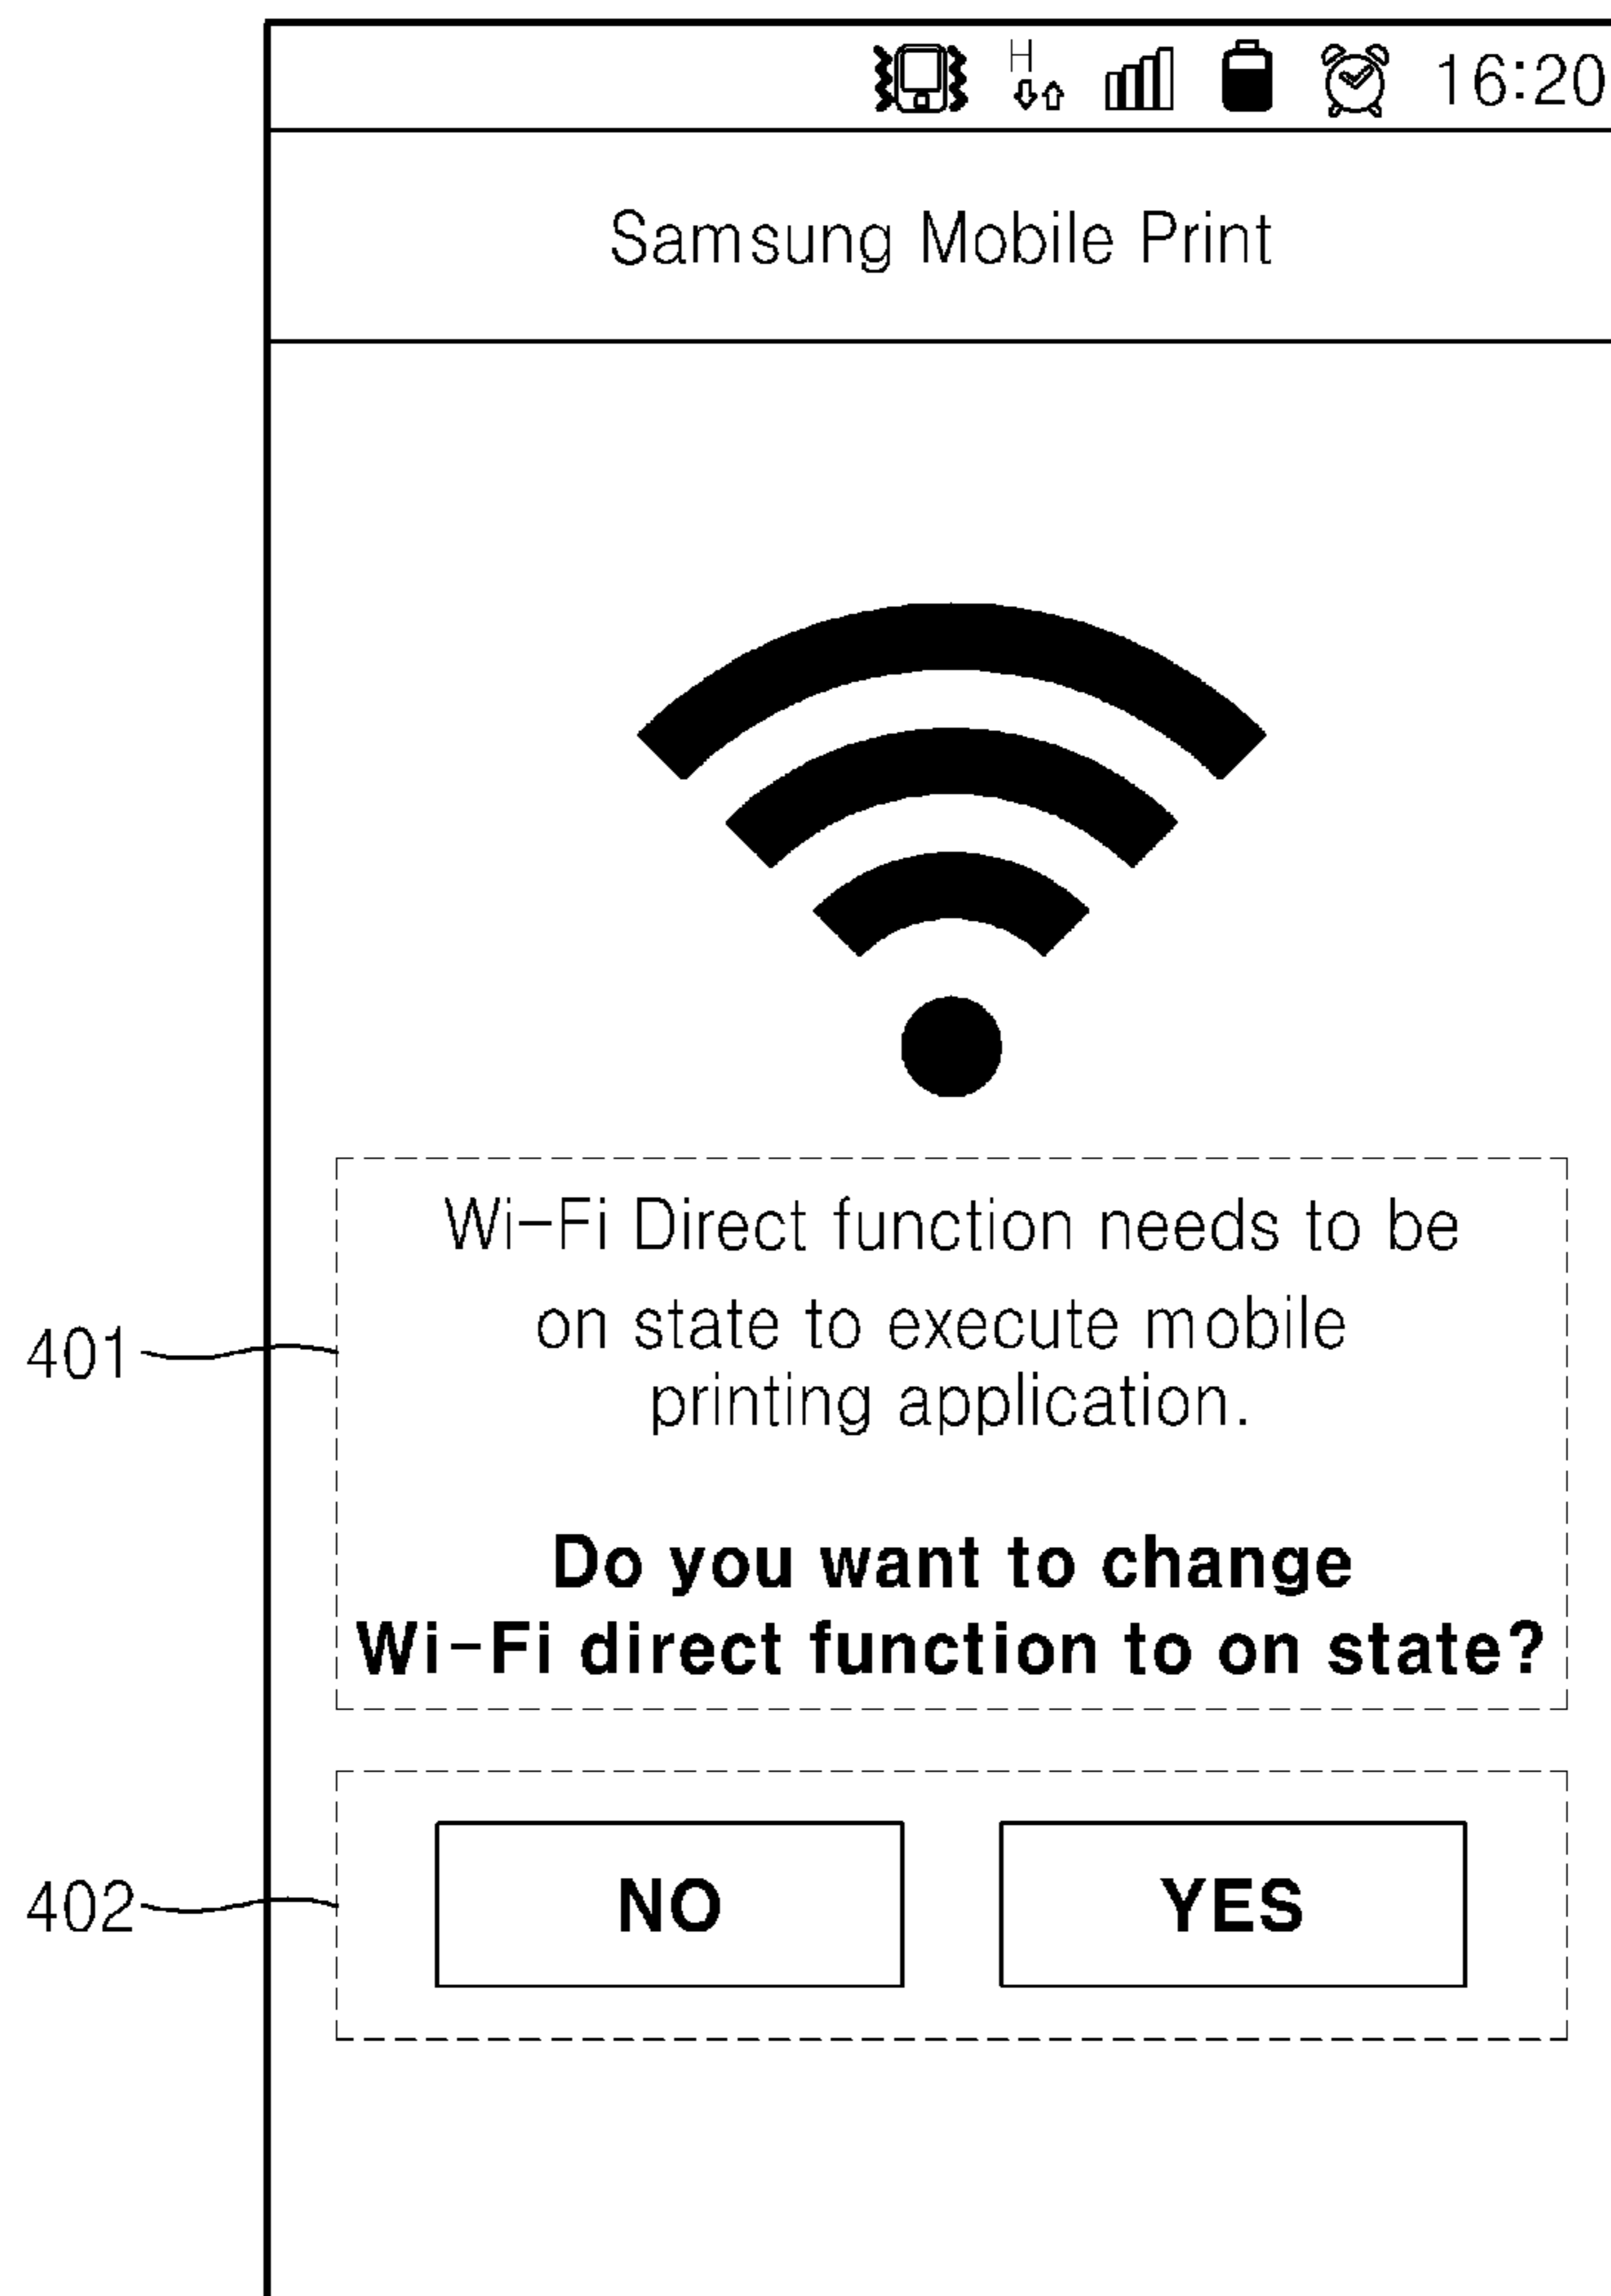 H
16:20
Samsung Mobile Print
Wi-Fi Direct function needs to be
on state to execute mobile
printing application.
401
Do you want to change
Wi-Fi direct function to on state?
402
NO
YES